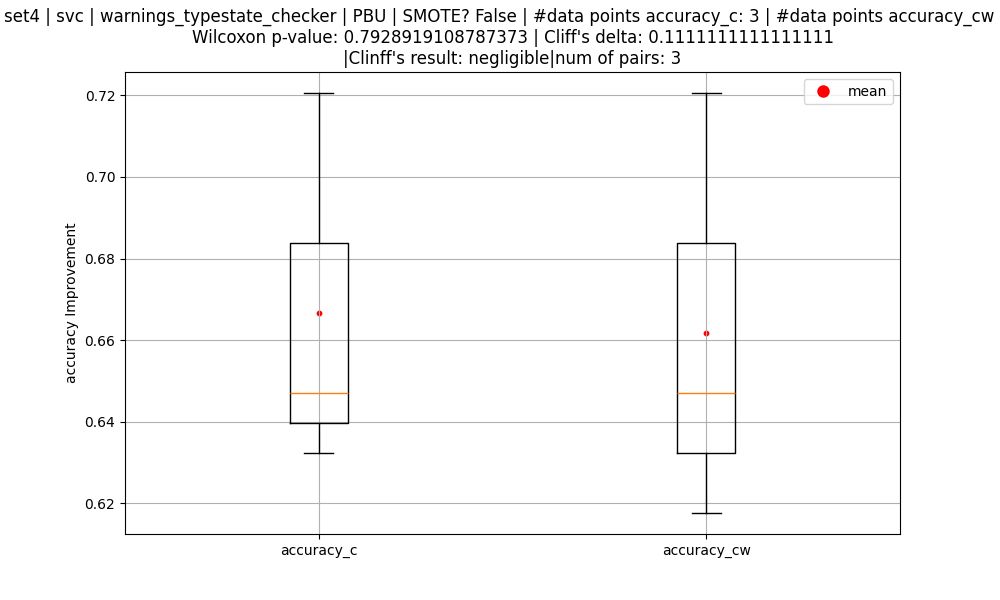 set4 | svc | warnings_typestate_checker | PBU | SMOTE? False | #data points accuracy_c: 3 | #data points accuracy_cw
Wilcoxon p-value: 0.7928919108787373 | Cliff's delta: 0.1111111111111111
|Clinff's result: negligible|num of pairs: 3
mean
0.72
0.70
0.68
0.66
0.64
0.62
accuracy Improvement
accuracy_c
accuracy_cw